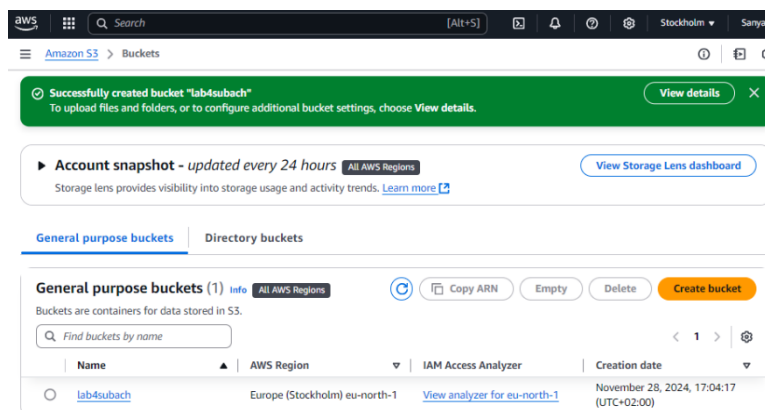 aws Search [Alt+S] Stockholm Sanya
Amazon S3 > Buckets
Successfully created bucket "lab4subach" View details
To upload files and folders, or to configure additional bucket settings, choose View details.
Account snapshot - updated every 24 hours All AWS Regions View Storage Lens dashboard
Storage lens provides visibility into storage usage and activity trends. Learn more
General purpose buckets Directory buckets
General purpose buckets (1) Info All AWS Regions Copy ARN Empty Delete Create bucket
Buckets are containers for data stored in S3.
Find buckets by name < 1 >
Name AWS Region IAM Access Analyzer Creation date
lab4subach Europe (Stockholm) eu-north-1 View analyzer for eu-north-1 November 28, 2024, 17:04:17
(UTC+02:00)